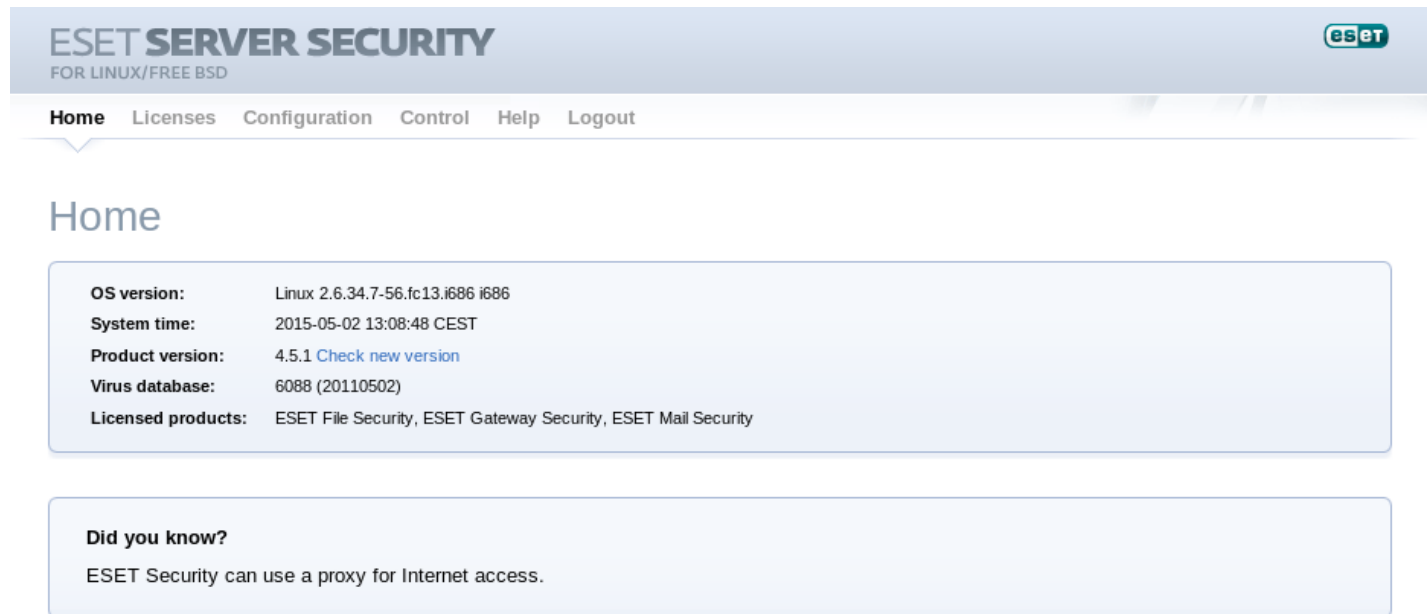 ESET SERVER SECURITY
FOR LINUX/FREE BSD
eset
Home Licenses Configuration Control Help Logout
Home
OS version: Linux 2.6.34.7-56.fc13.i686 i686
System time: 2015-05-02 13:08:48 CEST
Product version: 4.5.1 Check new version
Virus database: 6088 (20110502)
Licensed products: ESET File Security, ESET Gateway Security, ESET Mail Security
Did you know?
ESET Security can use a proxy for Internet access.